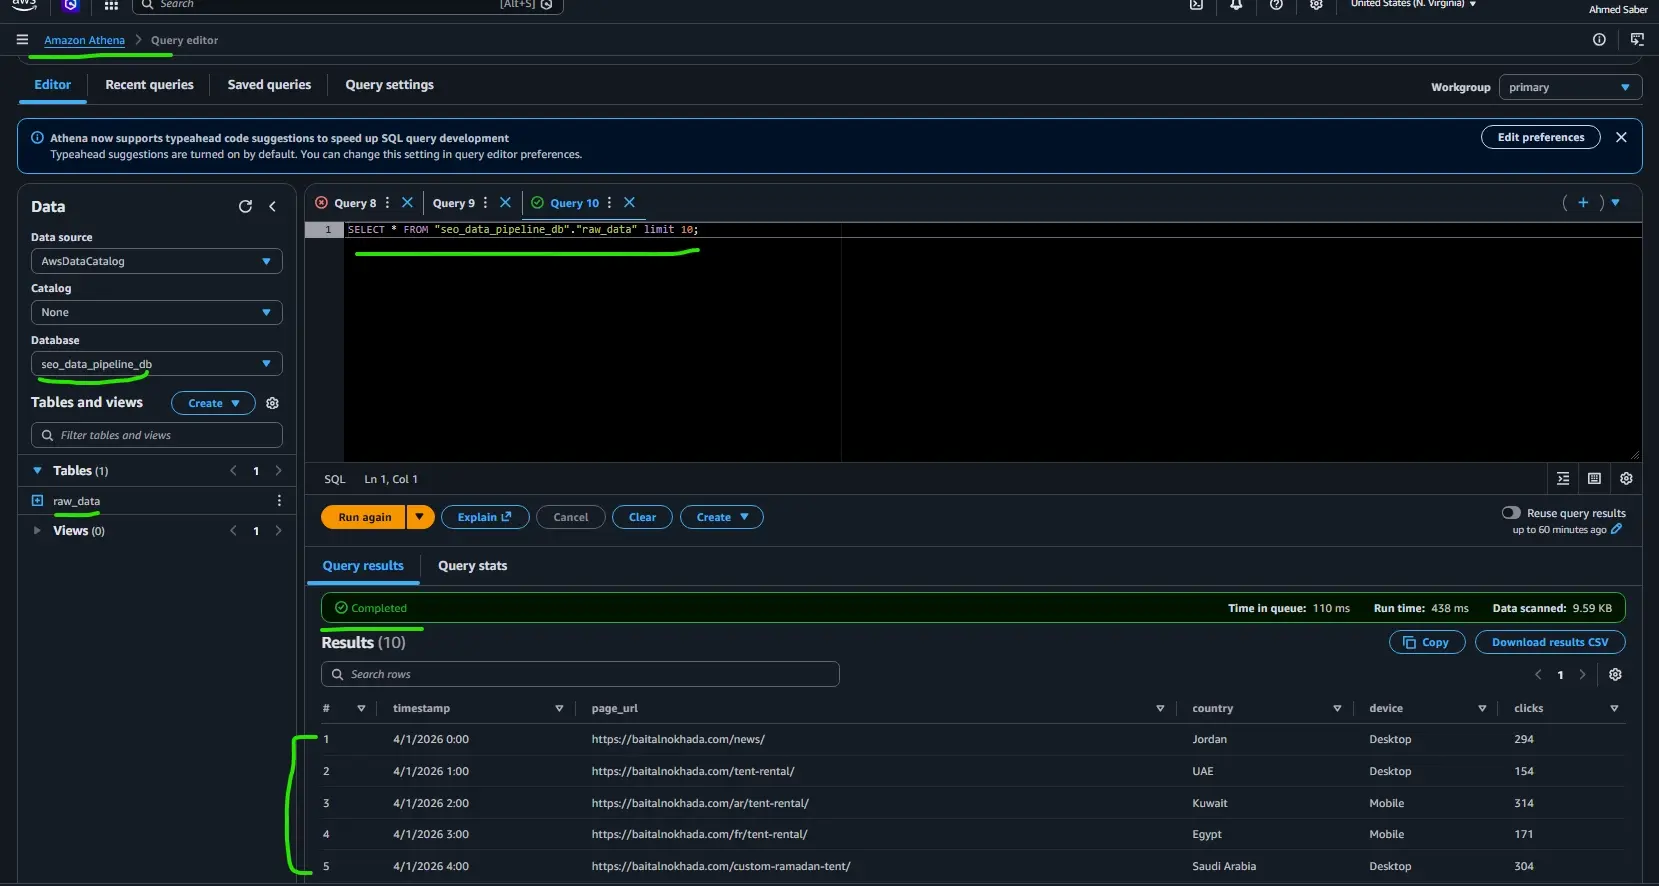 aws
Search
[Alt+S]
United States (N. Virginia)
Ahmed Saber
Amazon Athena
Query editor
Editor
Recent queries
Saved queries
Query settings
Workgroup
primary
Athena now supports typeahead code suggestions to speed up SQL query development
Typeahead suggestions are turned on by default. You can change this setting in query editor preferences.
Edit preferences
Data
Data source
AwsDataCatalog
Catalog
None
Database
seo_data_pipeline_db
Tables and views
Create
Filter tables and views
Tables (1)
1
raw_data
Views (0)
1
Query 8
Query 9
Query 10
1
SELECT * FROM "seo_data_pipeline_db"."raw_data" limit 10;
SQL
Ln 1, Col 1
Run again
Explain
Cancel
Clear
Create
Reuse query results
up to 60 minutes ago
Query results
Query stats
Completed
Time in queue: 110 ms
Run time: 438 ms
Data scanned: 9.59 KB
Results (10)
Copy
Download results CSV
Search rows
1
# timestamp page_url country device clicks
1 4/1/2026 0:00 https://baitalnokhada.com/news/ Jordan Desktop 294
2 4/1/2026 1:00 https://baitalnokhada.com/tent-rental/ UAE Desktop 154
3 4/1/2026 2:00 https://baitalnokhada.com/ar/tent-rental/ Kuwait Mobile 314
4 4/1/2026 3:00 https://baitalnokhada.com/fr/tent-rental/ Egypt Mobile 171
5 4/1/2026 4:00 https://baitalnokhada.com/custom-ramadan-tent/ Saudi Arabia Desktop 304